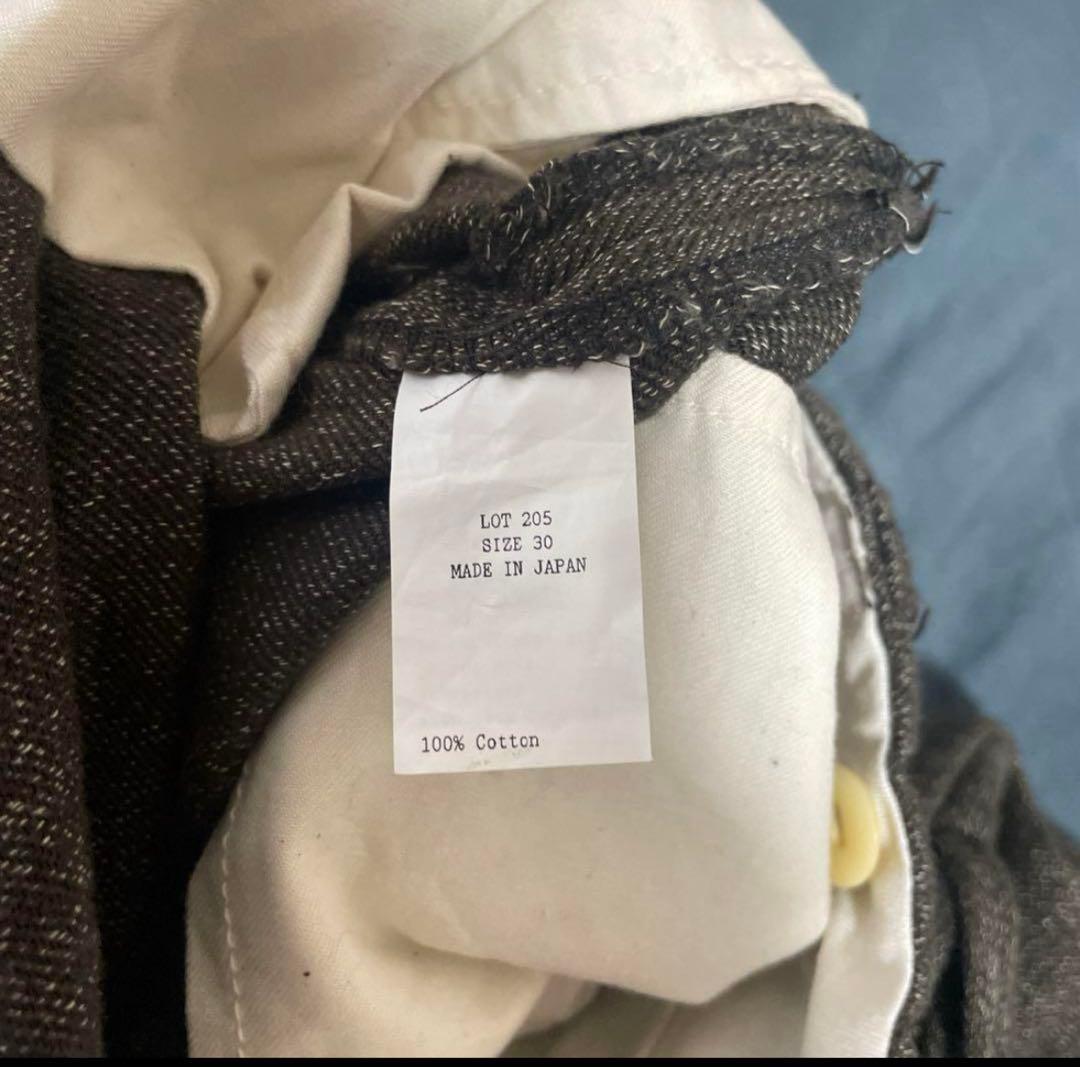 LOT 205
SIZE 30
MADE IN JAPAN
100% Cotton